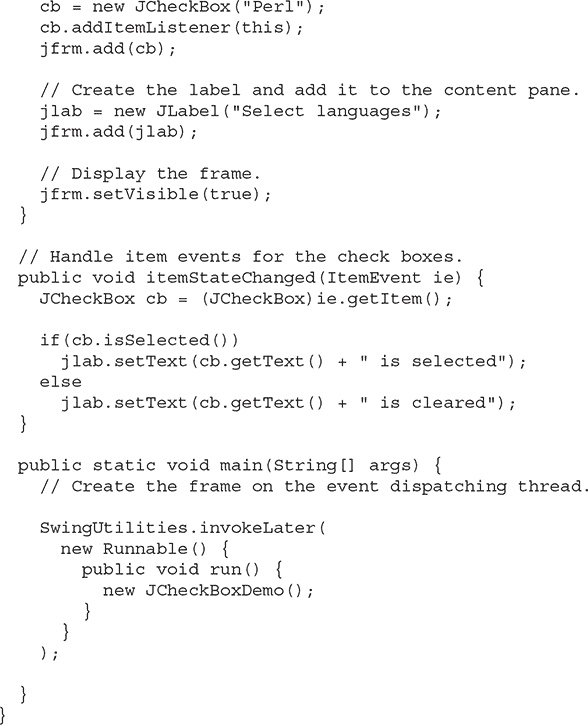 cb = new JCheckBox("Perl");
cb.addItemListener(this);
jfrm.add(cb);
// Create the label and add it to the content pane.
jlab = new JLabel("Select languages");
jfrm.add(jlab);
// Display the frame.
jfrm.setVisible(true);
}
// Handle item events for the check boxes.
public void itemStateChanged(ItemEvent ie) {
JCheckBox cb = (JCheckBox)ie.getItem();
if(cb.isSelected())
jlab.setText(cb.getText() + " is selected");
else
jlab.setText(cb.getText() + " is cleared");
}
public static void main(String[] args) {
// Create the frame on the event dispatching thread.
SwingUtilities.invokeLater(
new Runnable() {
public void run() {
new JCheckBoxDemo();
}
}
);
}
}